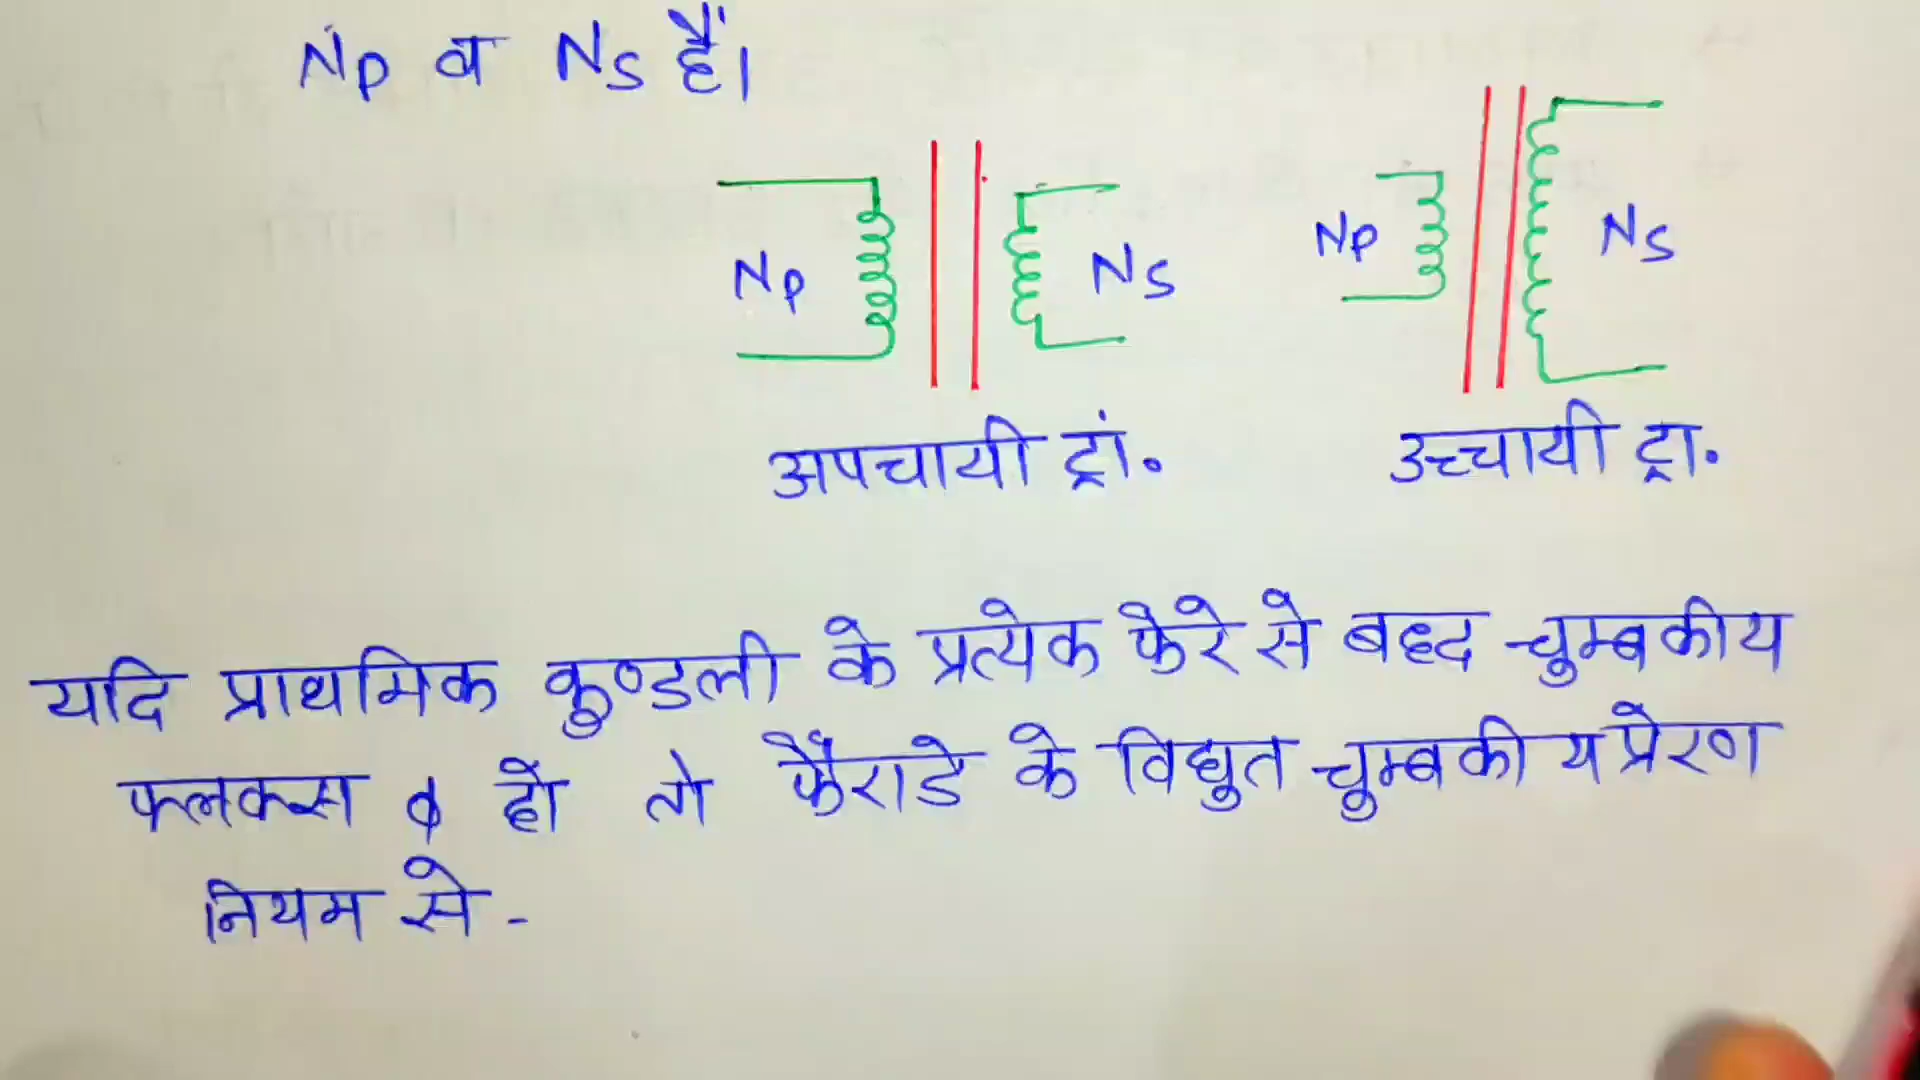 Np व Ns हैं।
Np Ns Np Ns
अपचायी ट्रां. उच्चायी ट्रा.
यदि प्राथमिक कुण्डली के प्रत्येक फेरे से बद्द चुम्बकीय
फ्लक्स ϕ हो तो फैराडे के विद्युत चुम्बकीय प्रेरण
नियम से -